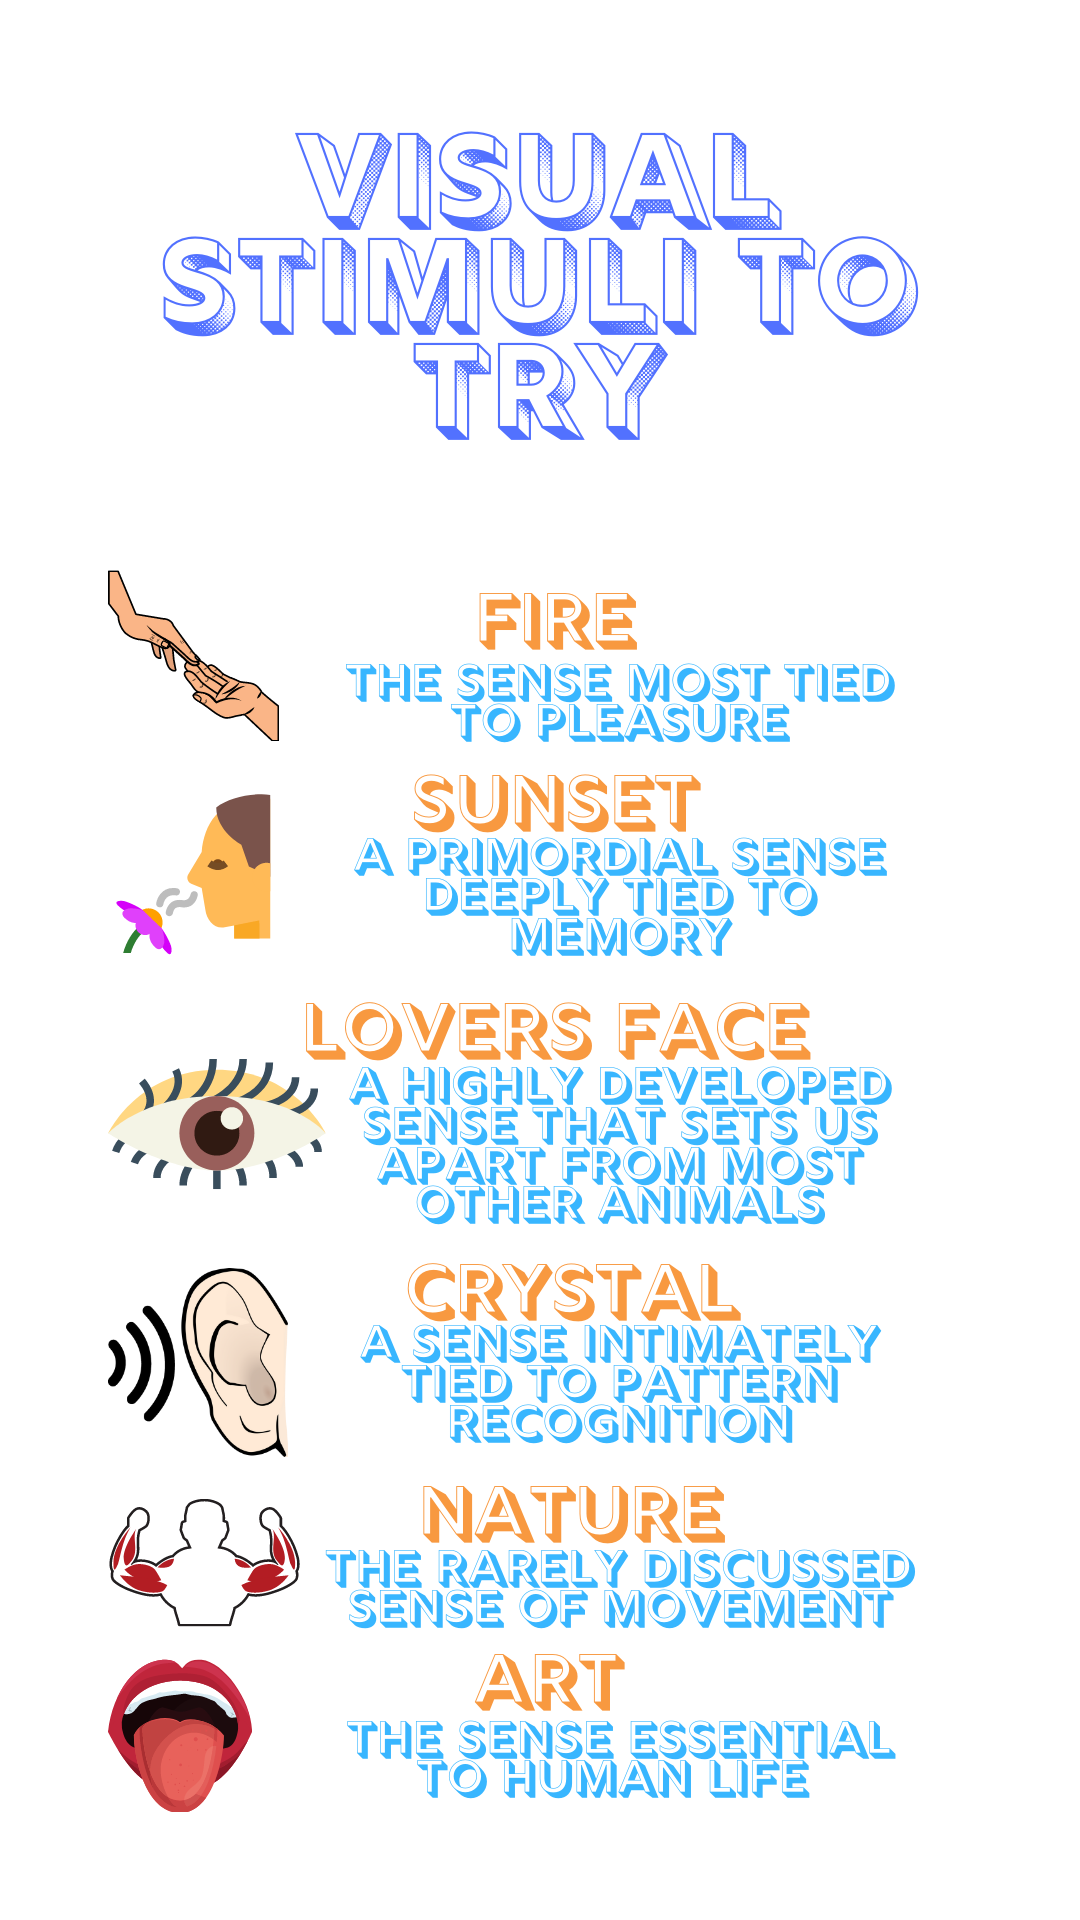 VISUAL
STIMULI TO
TRY
FIRE
THE SENSE MOST TIED
TO PLEASURE
SUNSET
A PRIMORDIAL SENSE
DEEPLY TIED TO
MEMORY
LOVERS FACE
A HIGHLY DEVELOPED
SENSE THAT SETS US
APART FROM MOST
OTHER ANIMALS
CRYSTAL
A SENSE INTIMATELY
TIED TO PATTERN
RECOGNITION
NATURE
THE RARELY DISCUSSED
SENSE OF MOVEMENT
ART
THE SENSE ESSENTIAL
TO HUMAN LIFE